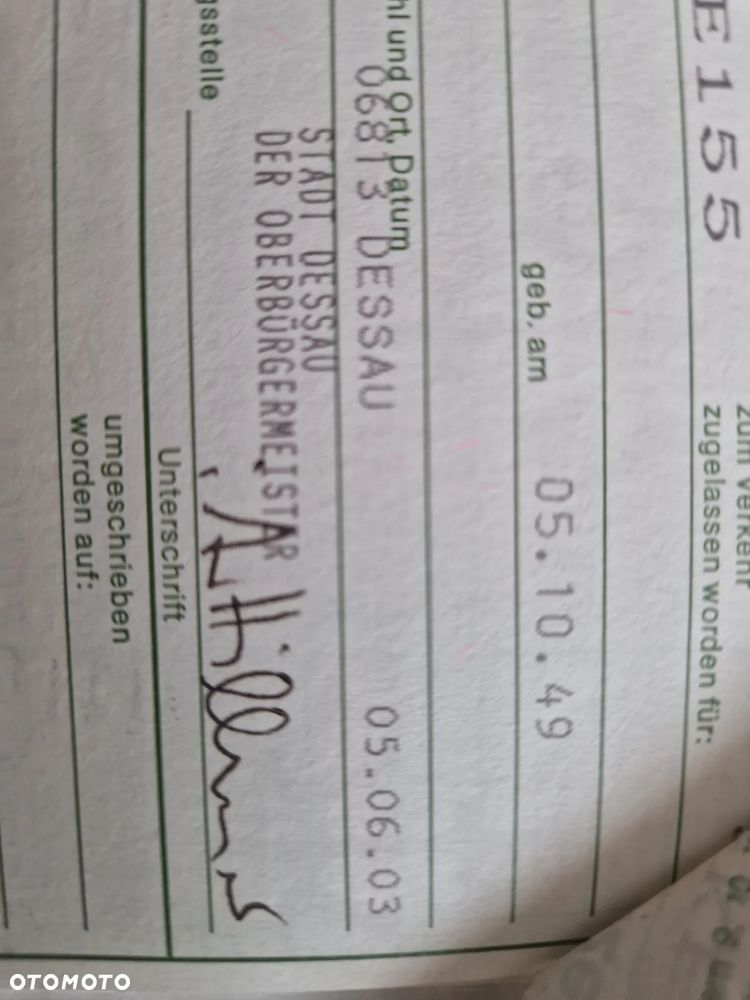 zum Verkehr
zugelassen worden für:
E155
geb. am 05.10.49
hl und Ort, Datum
06813 DESSAU 05.06.03
STADT DESSAU
DER OBERBÜRGERMEISTAR
gsstelle
Unterschrift
umgeschrieben
worden auf:
OTOMOTO